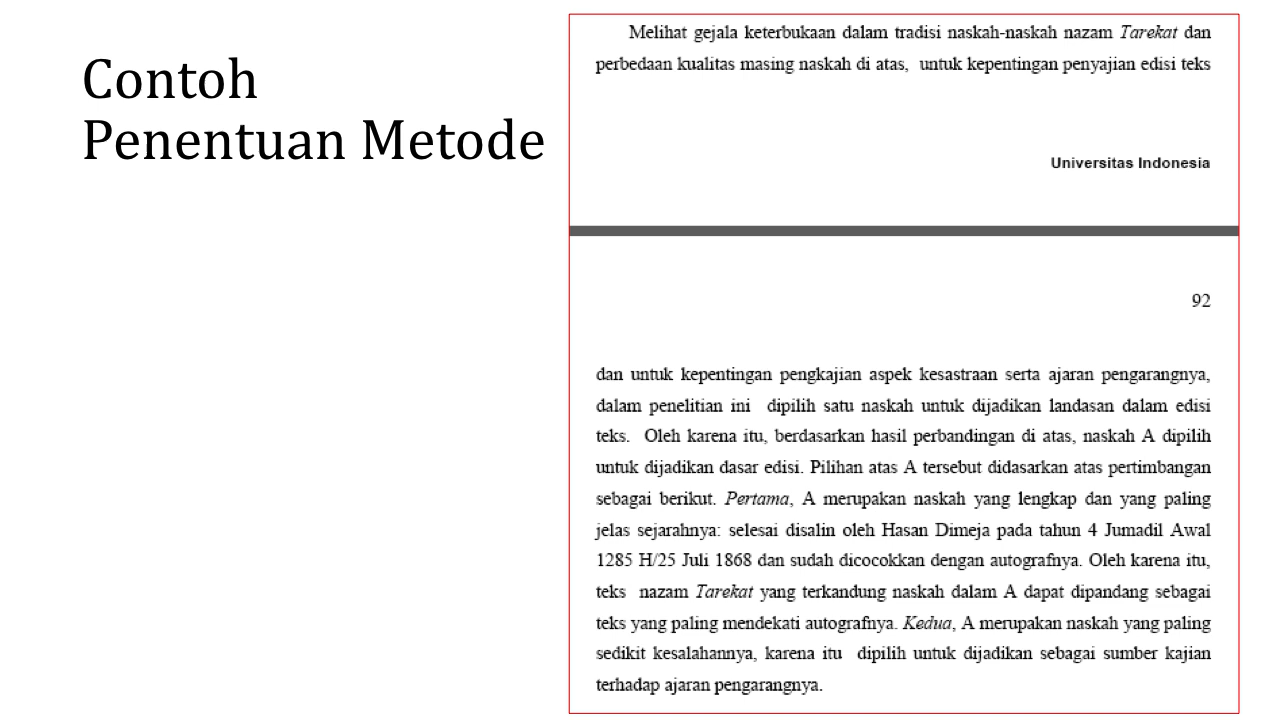 Contoh
Penentuan Metode
Melihat gejala keterbukaan dalam tradisi naskah-naskah nazam Tarekat dan
perbedaan kualitas masing naskah di atas, untuk kepentingan penyajian edisi teks
Universitas Indonesia
92
dan untuk kepentingan pengkajian aspek kesastraan serta ajaran pengarangnya,
dalam penelitian ini dipilih satu naskah untuk dijadikan landasan dalam edisi
teks. Oleh karena itu, berdasarkan hasil perbandingan di atas, naskah A dipilih
untuk dijadikan dasar edisi. Pilihan atas A tersebut didasarkan atas pertimbangan
sebagai berikut. Pertama, A merupakan naskah yang lengkap dan yang paling
jelas sejarahnya: selesai disalin oleh Hasan Dimeja pada tahun 4 Jumadil Awal
1285 H/25 Juli 1868 dan sudah dicocokkan dengan autografnya. Oleh karena itu,
teks nazam Tarekat yang terkandung naskah dalam A dapat dipandang sebagai
teks yang paling mendekati autografnya. Kedua, A merupakan naskah yang paling
sedikit kesalahannya, karena itu dipilih untuk dijadikan sebagai sumber kajian
terhadap ajaran pengarangnya.